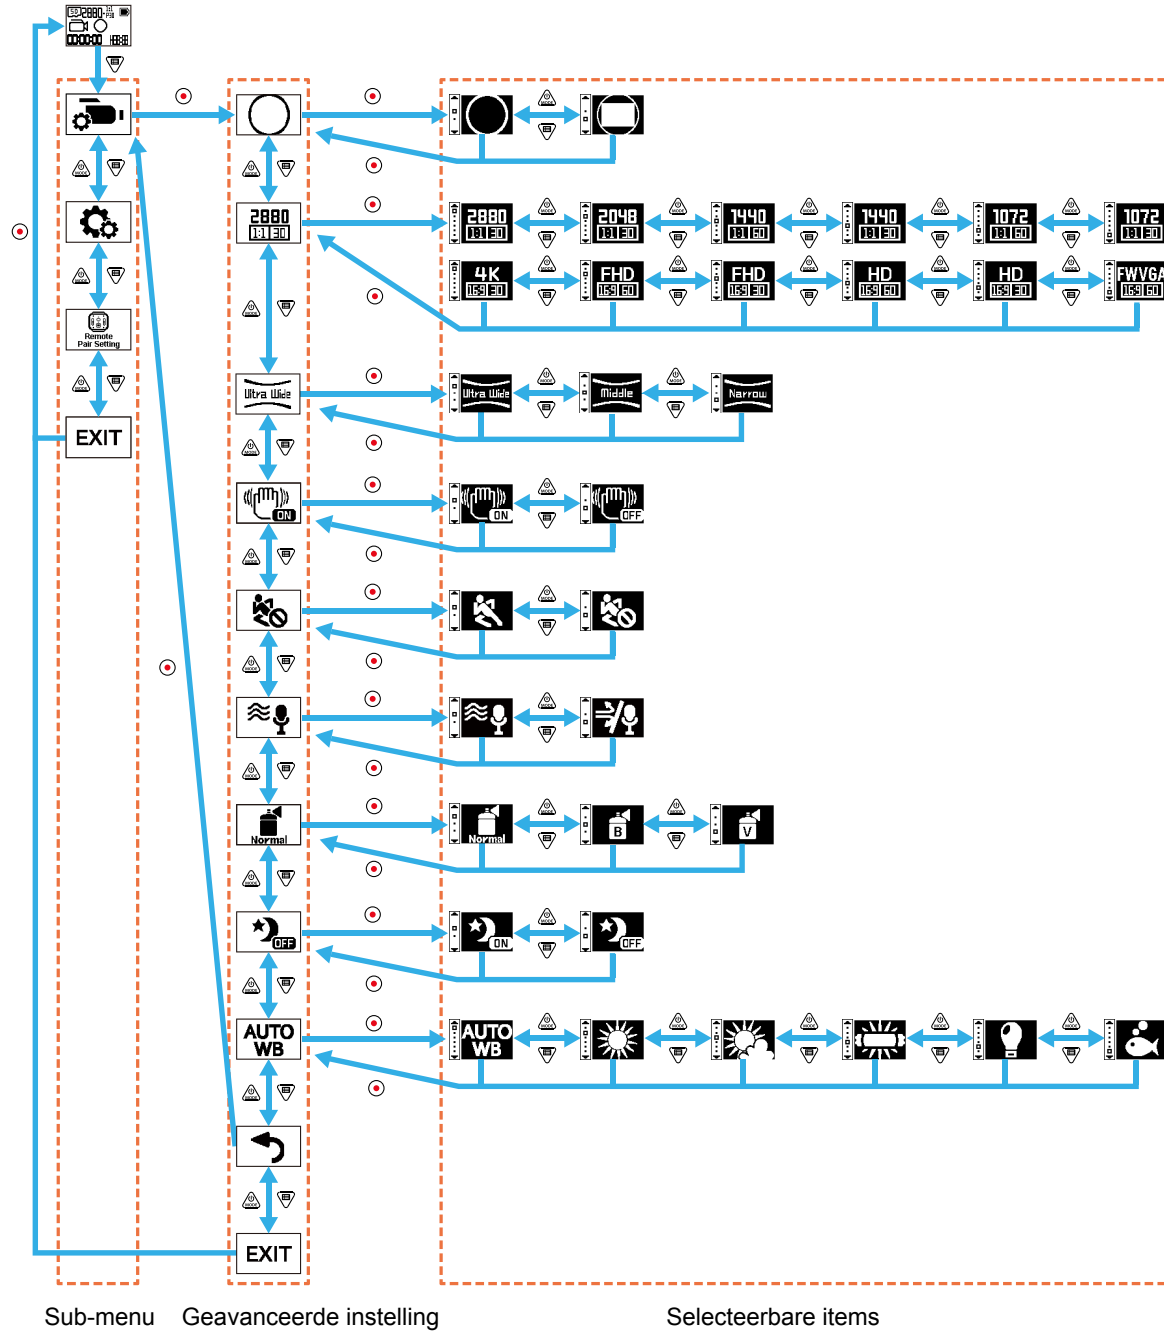 SD 2880
00:00:00
2880
1:1 30
2880 2048 1440 1440 1072 1072
1:1 30 1:1 30 1:1 60 1:1 30 1:1 60 1:1 30
4K FHD FHD HD HD FWVGA
16:9 30 16:9 60 16:9 30 16:9 60 16:9 30 16:9 60
Remote
Pair Setting
Ultra Wide Ultra Wide Middle Narrow
EXIT
ON ON OFF
Normal Normal B V
OFF ON OFF
AUTO
WB
AUTO
WB
EXIT
Sub-menu Geavanceerde instelling Selecteerbare items